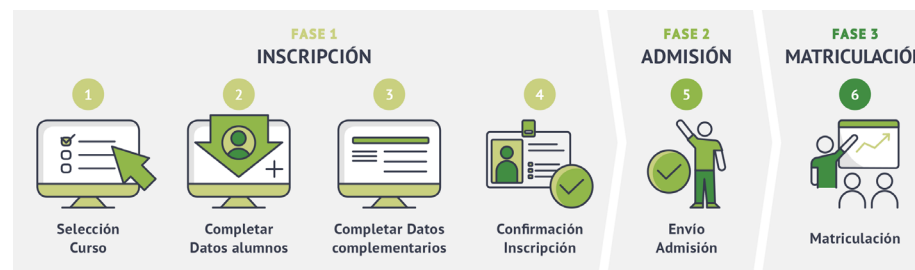 FASE 1
INSCRIPCIÓN
1
2
3
4
Selección
Curso
Completar
Datos alumnos
Completar Datos
complementarios
Confirmación
Inscripción
FASE 2
ADMISIÓN
5
Envío
Admisión
FASE 3
MATRICULACIÓ
6
Matriculación